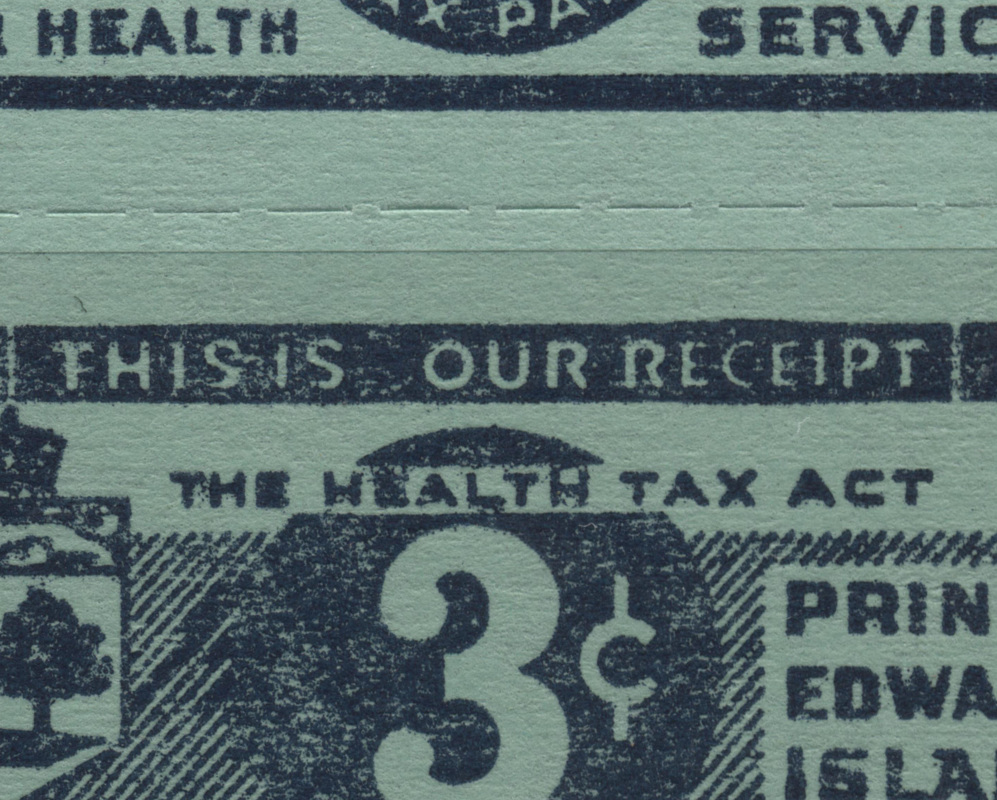 HEALTH
SERVIC
THIS IS OUR RECEIPT
THE HEALTH TAX ACT
3¢
PRIN
EDWA
ISLA